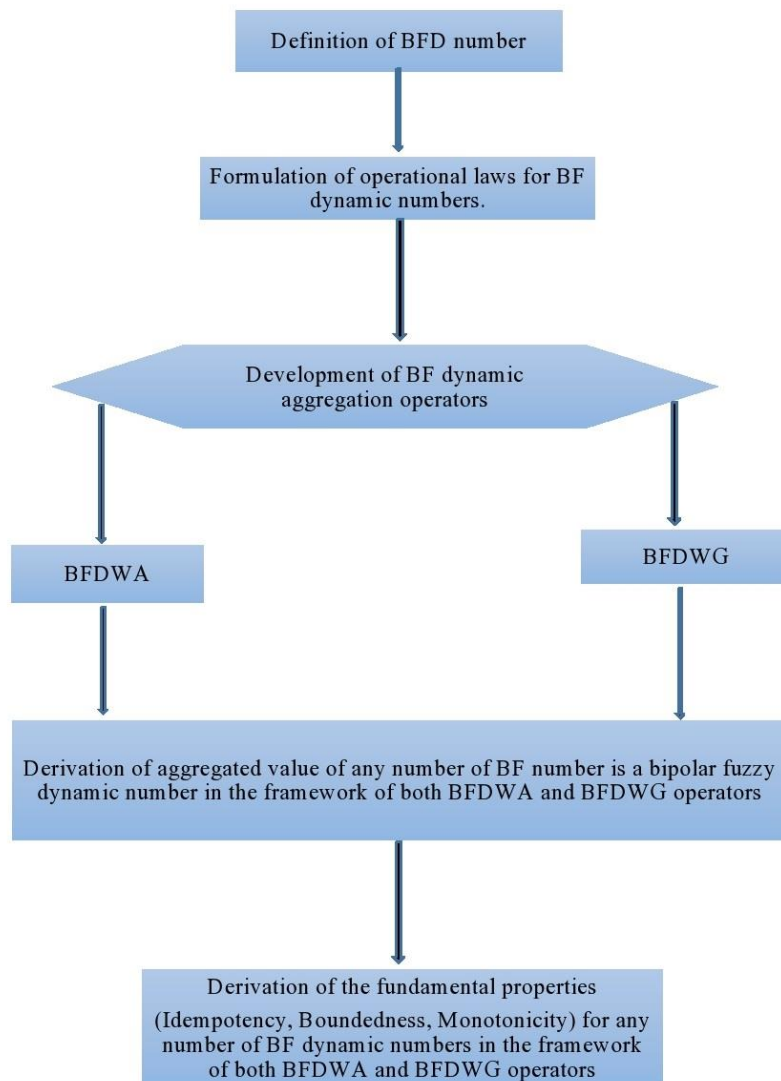 Definition of BFD number
Formulation of operational laws for BF
dynamic numbers.
Development of BF dynamic
aggregation operators
BFDWA
BFDWG
Derivation of aggregated value of any number of BF number is a bipolar fuzzy
dynamic number in the framework of both BFDWA and BFDWG operators
Derivation of the fundamental properties
(Idempotency, Boundedness, Monotonicity) for any
number of BF dynamic numbers in the framework
of both BFDWA and BFDWG operators